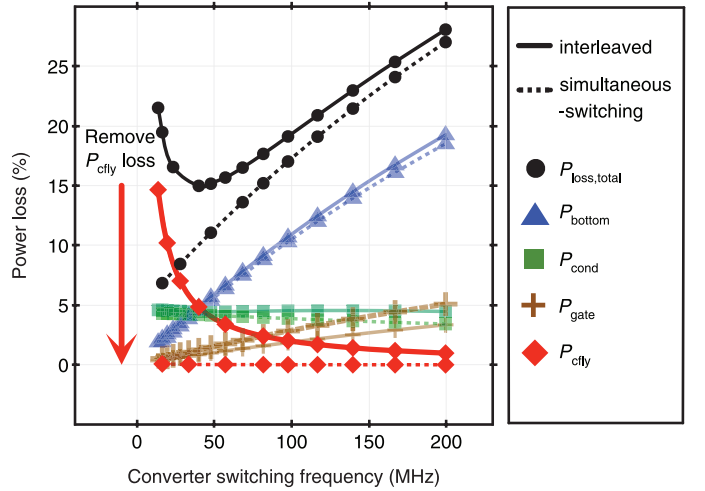 Power loss (%)
25
20
15
10
5
0
Remove
Pcfly loss
0
50
100
150
200
Converter switching frequency (MHz)
interleaved
simultaneous
-switching
Ploss,total
Pbottom
Pcond
Pgate
Pcfly